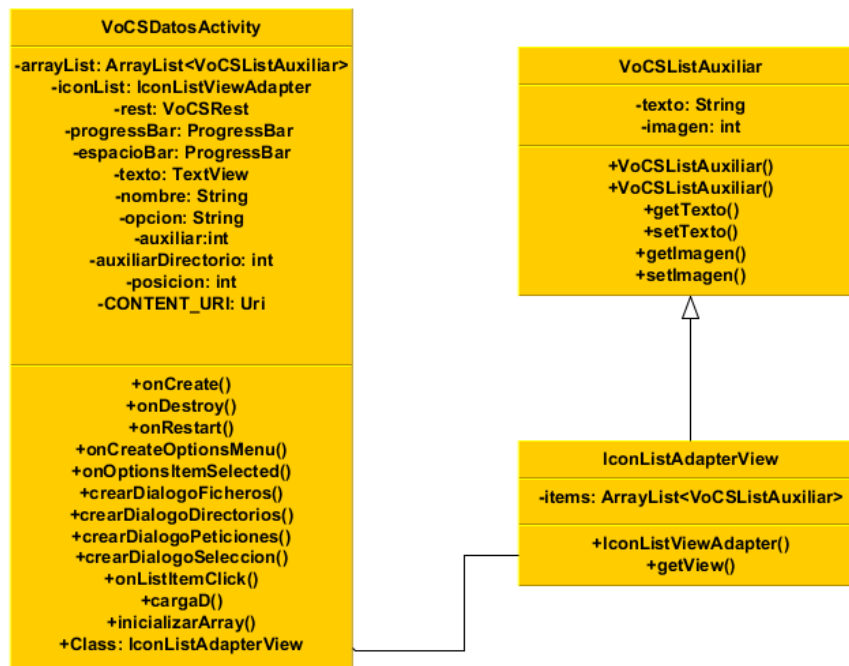 VoCSDatosActivity
-arrayList: ArrayList<VoCSListAuxiliar>
-iconList: IconListViewAdapter
-rest: VoCSRest
-progressBar: ProgressBar
-espacioBar: ProgressBar
-texto: TextView
-nombre: String
-opcion: String
-auxiliar:int
-auxiliarDirectorio: int
-posicion: int
-CONTENT_URI: Uri
+onCreate()
+onDestroy()
+onRestart()
+onCreateOptionsMenu()
+onOptionsItemSelected()
+crearDialogoFicheros()
+crearDialogoDirectorios()
+crearDialogoPeticiones()
+crearDialogoSeleccion()
+onListItemClick()
+cargaD()
+inicializarArray()
+Class: IconListAdapterView
VoCSListAuxiliar
-texto: String
-imagen: int
+VoCSListAuxiliar()
+VoCSListAuxiliar()
+getTexto()
+setTexto()
+getImagen()
+setImagen()
IconListAdapterView
-items: ArrayList<VoCSListAuxiliar>
+IconListViewAdapter()
+getView()